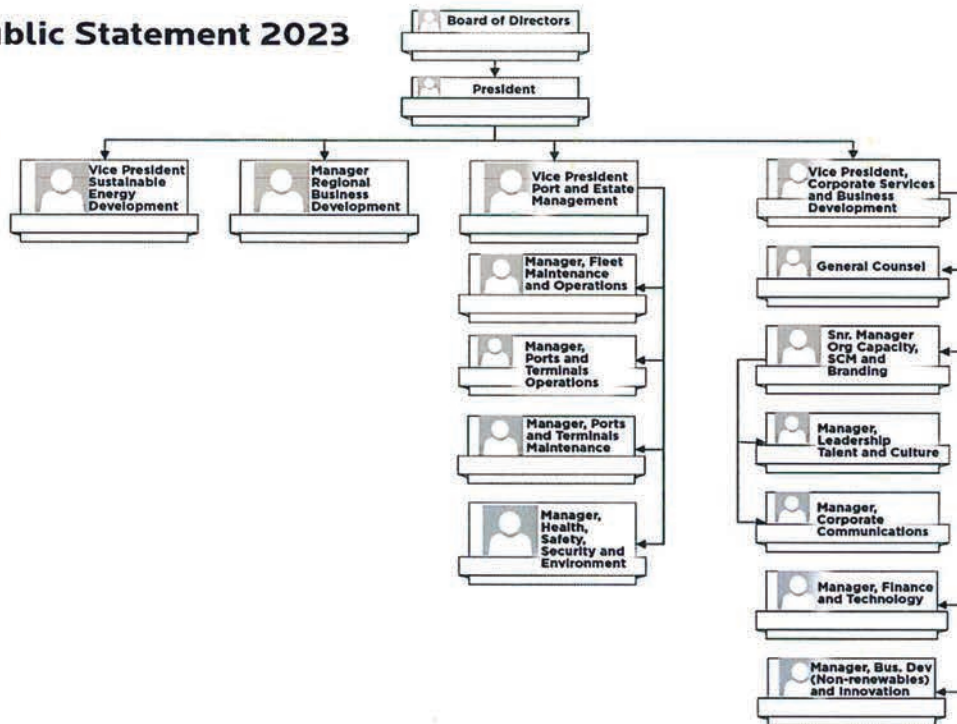 blic Statement 2023
Board of Directors
President
Vice President
Sustainable
Energy
Development
Manager
Regional
Business
Development
Vice President
Port and Estate
Management
Vice President,
Corporate Services
and Business
Development
Manager, Fleet
Maintenance
and Operations
Manager,
Ports and
Terminals
Operations
Manager, Ports
and Terminals
Maintenance
Manager,
Health,
Safety,
Security and
Environment
General Counsel
Snr. Manager
Org Capacity,
SCM and
Branding
Manager,
Leadership
Talent and Culture
Manager,
Corporate
Communications
Manager, Finance
and Technology
Manager, Bus. Dev
(Non-renewables)
and Innovation